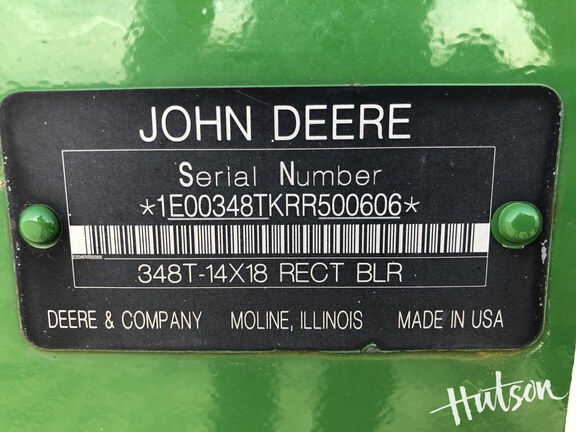 JOHN DEERE
Serial Number
*1E00348TKRR500606*
348T-14X18 RECT BLR
DEERE & COMPANY MOLINE, ILLINOIS MADE IN USA
Hutson